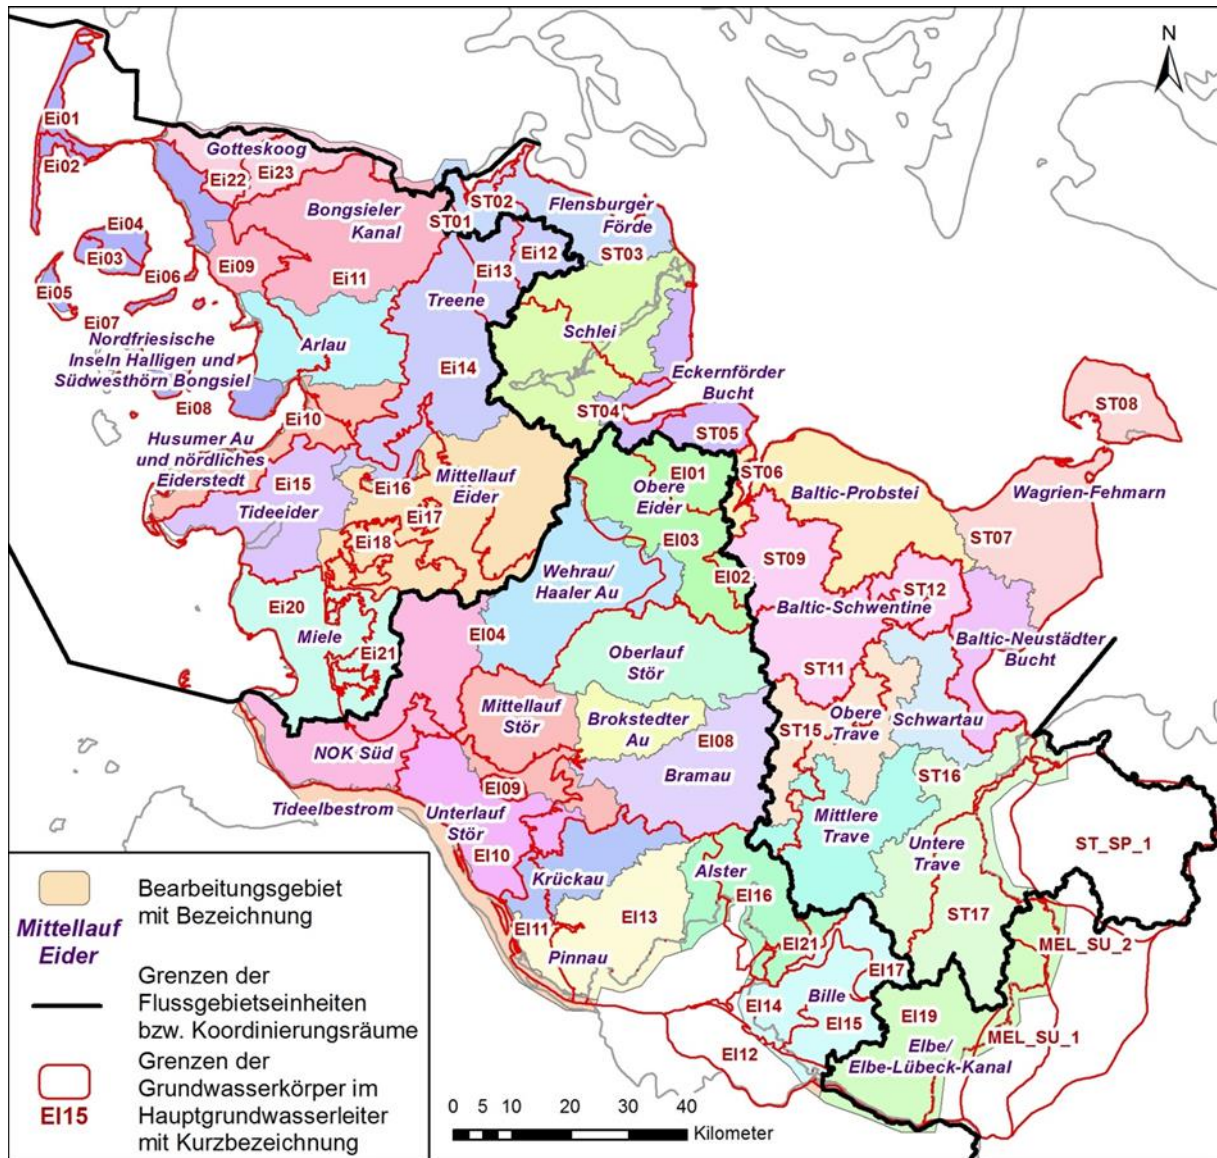 N
Ei01
Ei02
Gotteskoog
Ei22
Ei23
Bongsieler
Kanal
ST01
ST02
Flensburger
Förde
ST03
Ei04
Ei03
Ei06
Ei05
Ei07
Ei09
Ei11
Ei12
Ei13
Treene
Schlei
Arlau
Nordfriesische
Inseln Halligen und
Südwesthörn Bongsiel
Ei14
Eckernförder
Bucht
ST04
ST05
Ei08
Ei10
ST08
Husumer Au
und nördliches
Eiderstedt
Ei15
Tideeider
Ei16
Mittellauf
Eider
Ei17
Ei18
EI01
Obere
Eider
ST06
Baltic-Probstei
Wagrien-Fehmarn
EI03
ST07
ST09
Wehrau/
Haaler Au
EI02
ST12
Baltic-Schwentine
Ei20
Miele
Ei21
EI04
Oberlauf
Stör
ST11
Baltic-Neustädter
Bucht
Mittellauf
Stör
Brokstedter
Au
EI08
Bramau
ST15
Obere
Trave
Schwartau
NOK Süd
ST16
EI09
Tideelbestrom
Unterlauf
Stör
EI10
Mittlere
Trave
Untere
Trave
ST_SP_1
Krückau
Alster
EI16
EI11
EI13
Pinnau
ST17
EI21
EI17
MEL_SU_2
EI14
Bille
EI15
EI19
MEL_SU_1
EI12
Elbe/
Elbe-Lübeck-Kanal
Bearbeitungsgebiet
mit Bezeichnung
Mittellauf
Eider
Grenzen der
Flussgebietseinheiten
bzw. Koordinierungsräume
Grenzen der
Grundwasserkörper im
Hauptgrundwasserleiter
mit Kurzbezeichnung
EI15
0 5 10 20 30 40
Kilometer